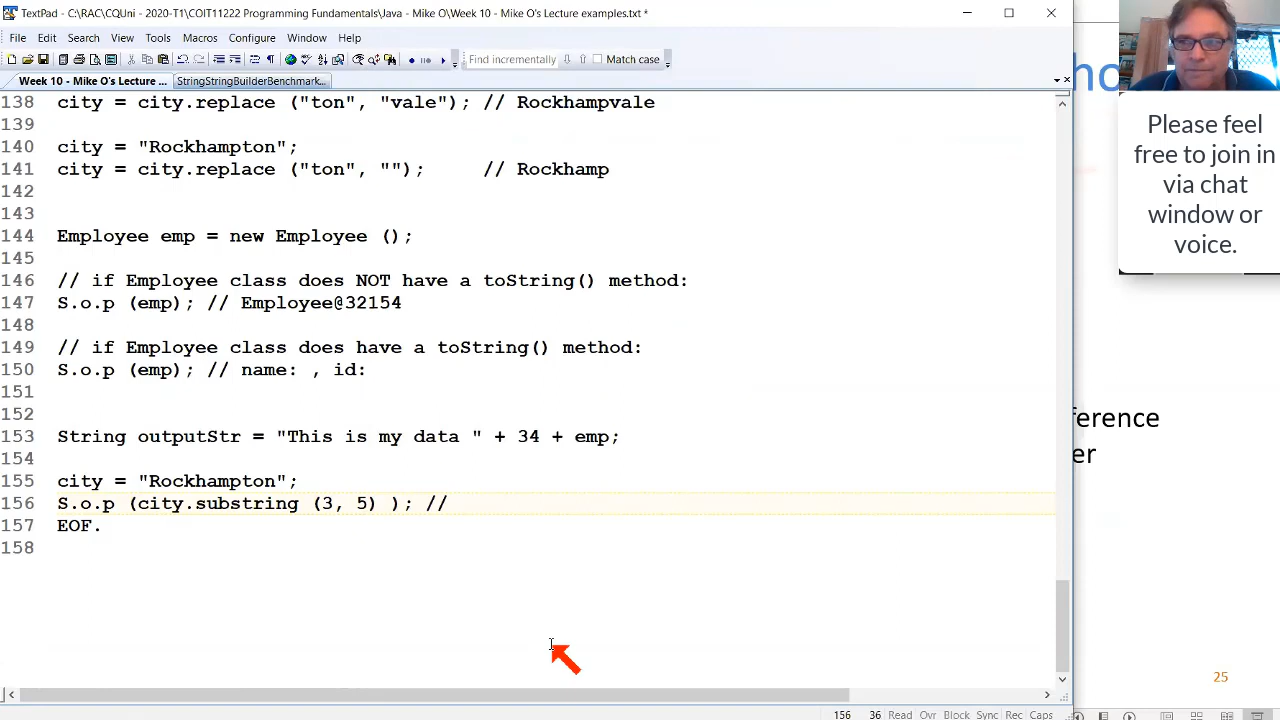 TextPad - C:\RAC\CQUni - 2020-T1\COIT11222 Programming Fundamentals\Java - Mike O\Week 10 - Mike O's Lecture examples.txt *
File Edit Search View Tools Macros Configure Window Help
Find incrementally Match case
Week 10 - Mike O's Lecture ... StringStringBuilderBenchmark...
138 city = city.replace ("ton", "vale"); // Rockhampvale
139
140 city = "Rockhampton";
141 city = city.replace ("ton", ""); // Rockhamp
142
143
144 Employee emp = new Employee ();
145
146 // if Employee class does NOT have a toString() method:
147 S.o.p (emp); // Employee@32154
148
149 // if Employee class does have a toString() method:
150 S.o.p (emp); // name: , id:
151
152
153 String outputStr = "This is my data " + 34 + emp;
154
155 city = "Rockhampton";
156 S.o.p (city.substring (3, 5) ); //
157 EOF.
158
156 36 Read Ovr Block Sync Rec Caps
Please feel
free to join in
via chat
window or
voice.
ference
er
25